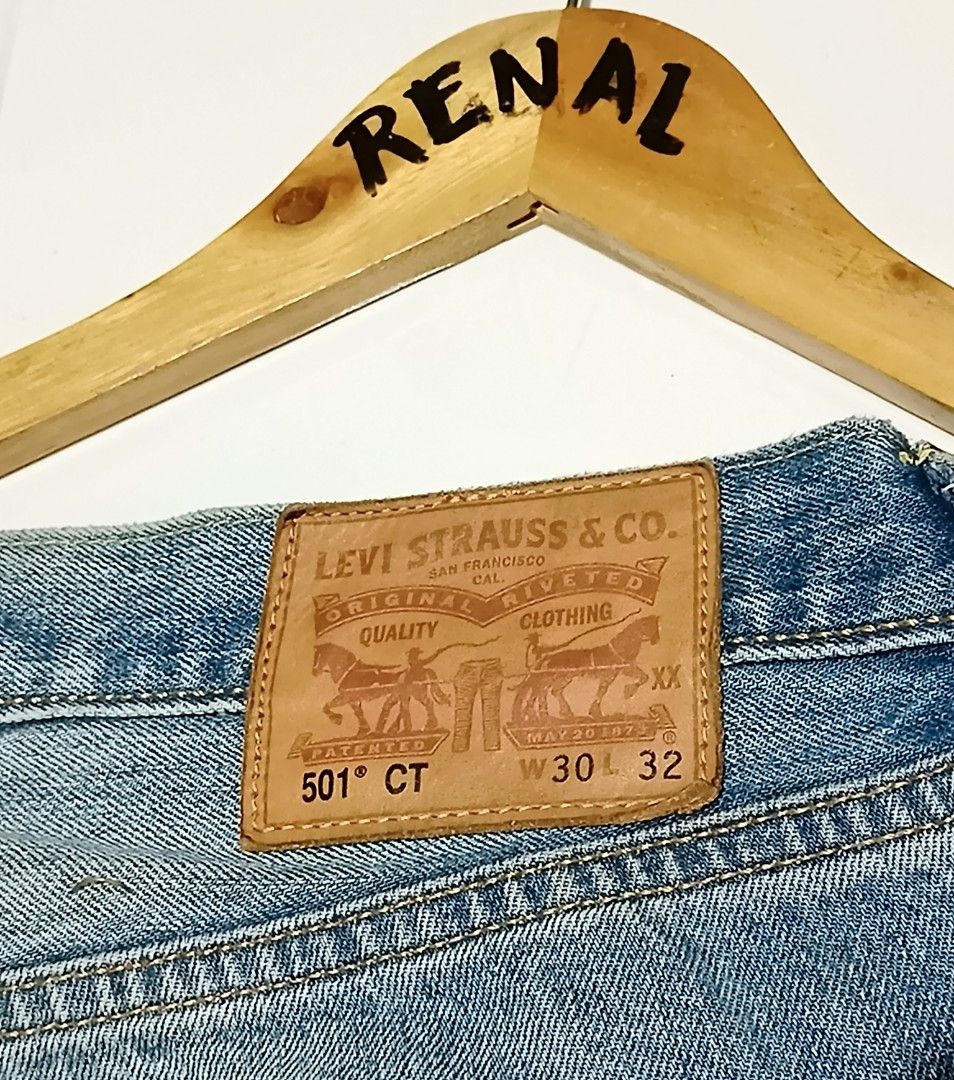 RENAL
LEVI STRAUSS & CO.
SAN FRANCISCO
CAL.
ORIGINAL RIVETED
QUALITY CLOTHING
XX
PATENTED MAY 20 1873 ®
501® CT W 30 L 32